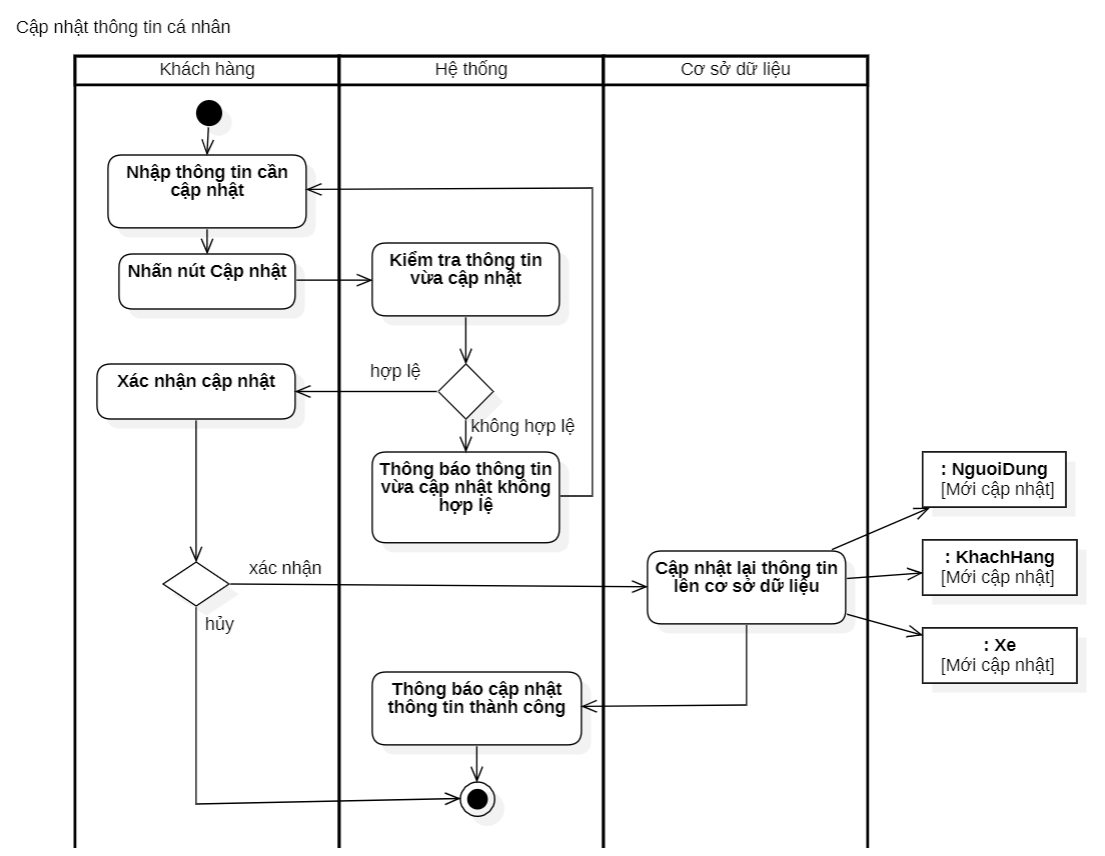 Cập nhật thông tin cá nhân
Khách hàng
Hệ thống
Cơ sở dữ liệu
Nhập thông tin cần
cập nhật
Nhấn nút Cập nhật
Kiểm tra thông tin
vừa cập nhật
hợp lệ
Xác nhận cập nhật
không hợp lệ
Thông báo thông tin
vừa cập nhật không
hợp lệ
: NguoiDung
[Mới cập nhật]
xác nhận
Cập nhật lại thông tin
lên cơ sở dữ liệu
: KhachHang
[Mới cập nhật]
hủy
: Xe
[Mới cập nhật]
Thông báo cập nhật
thông tin thành công